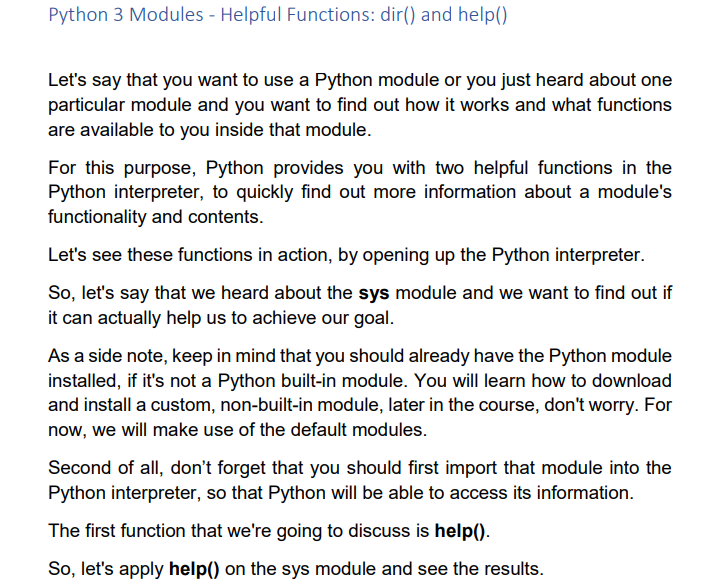 Python 3 Modules - Helpful Functions: dir() and help()
Let's say that you want to use a Python module or you just heard about one
particular module and you want to find out how it works and what functions
are available to you inside that module.
For this purpose, Python provides you with two helpful functions in the
Python interpreter, to quickly find out more information about a module's
functionality and contents.
Let's see these functions in action, by opening up the Python interpreter.
So, let's say that we heard about the sys module and we want to find out if
it can actually help us to achieve our goal.
As a side note, keep in mind that you should already have the Python module
installed, if it's not a Python built-in module. You will learn how to download
and install a custom, non-built-in module, later in the course, don't worry. For
now, we will make use of the default modules.
Second of all, don’t forget that you should first import that module into the
Python interpreter, so that Python will be able to access its information.
The first function that we're going to discuss is help().
So, let's apply help() on the sys module and see the results.